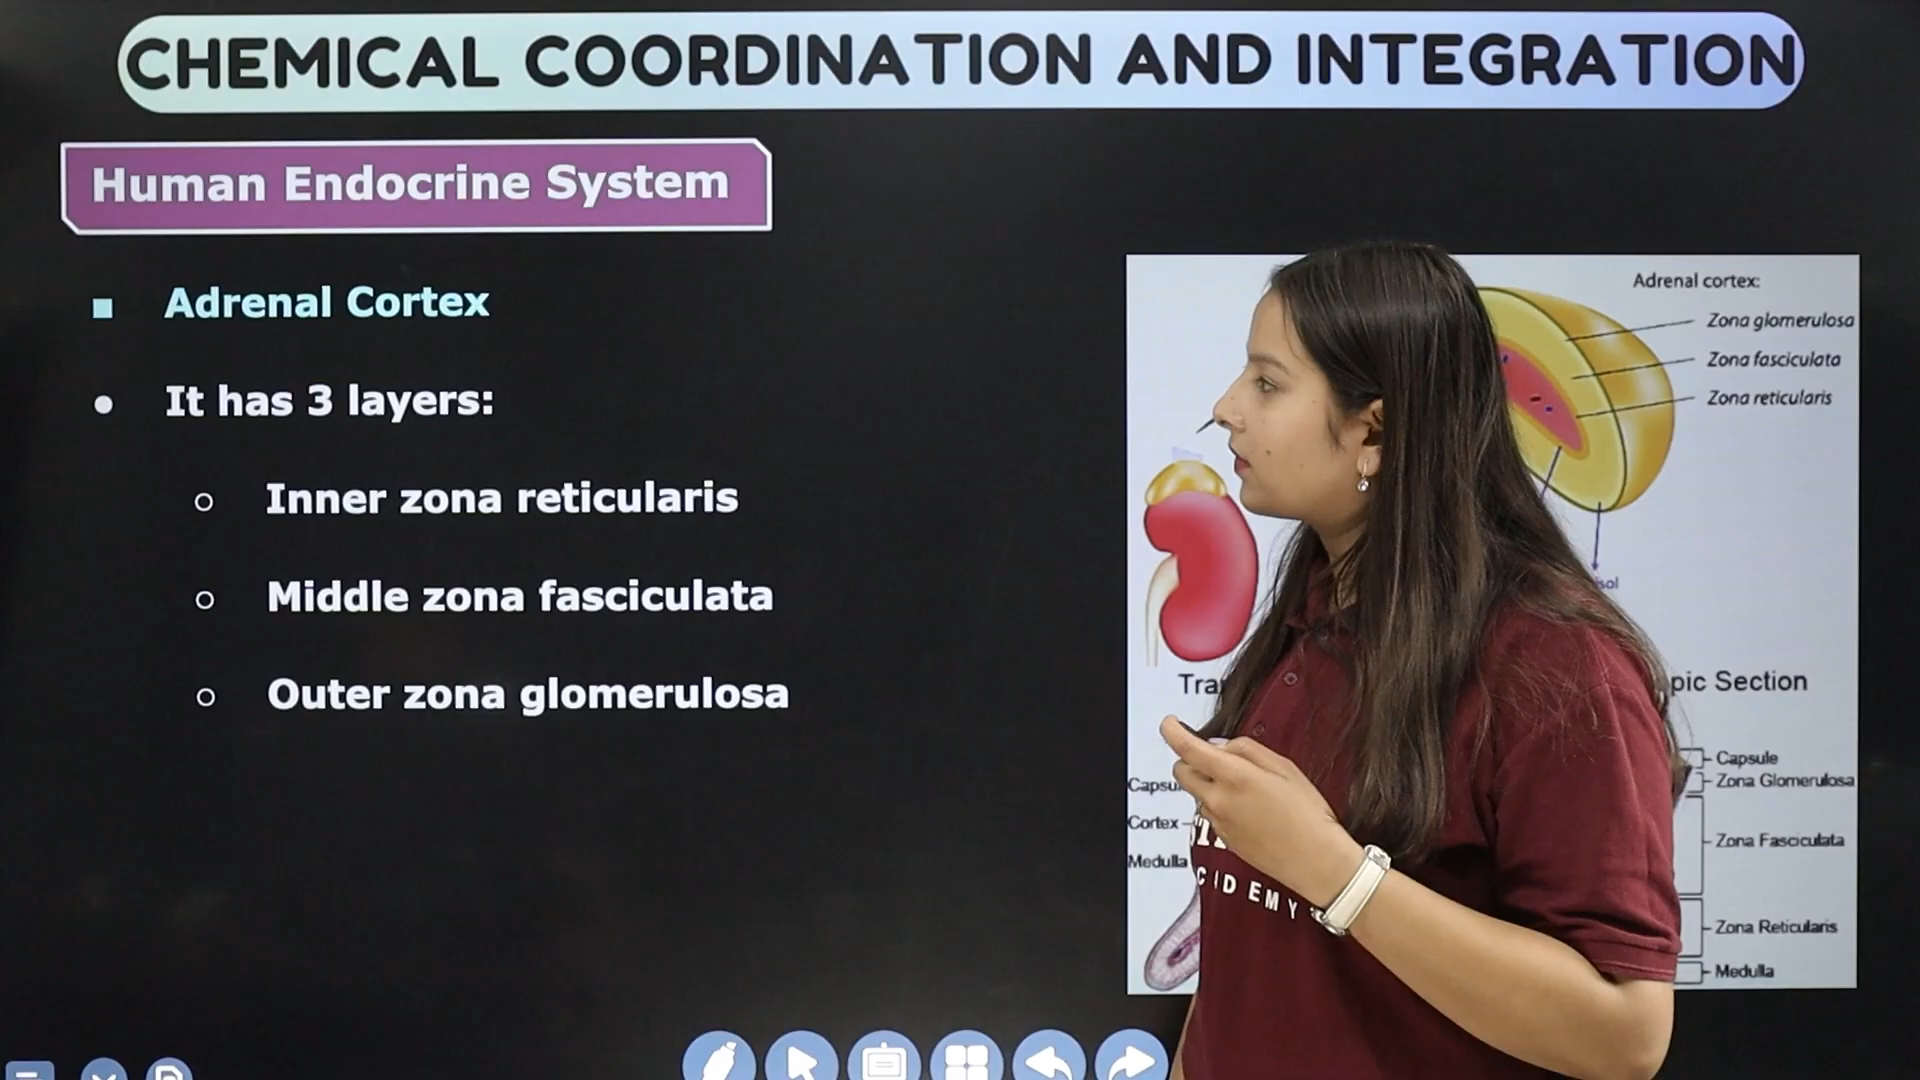 CHEMICAL COORDINATION AND INTEGRATION
Human Endocrine System
Adrenal Cortex
It has 3 layers:
Inner zona reticularis
Middle zona fasciculata
Outer zona glomerulosa
Adrenal cortex:
Zona glomerulosa
Zona fasciculata
Zona reticularis
Section
Capsule
Zona Glomerulosa
Cortex
Zona Fasciculata
Medulla
Zona Reticularis
Medulla